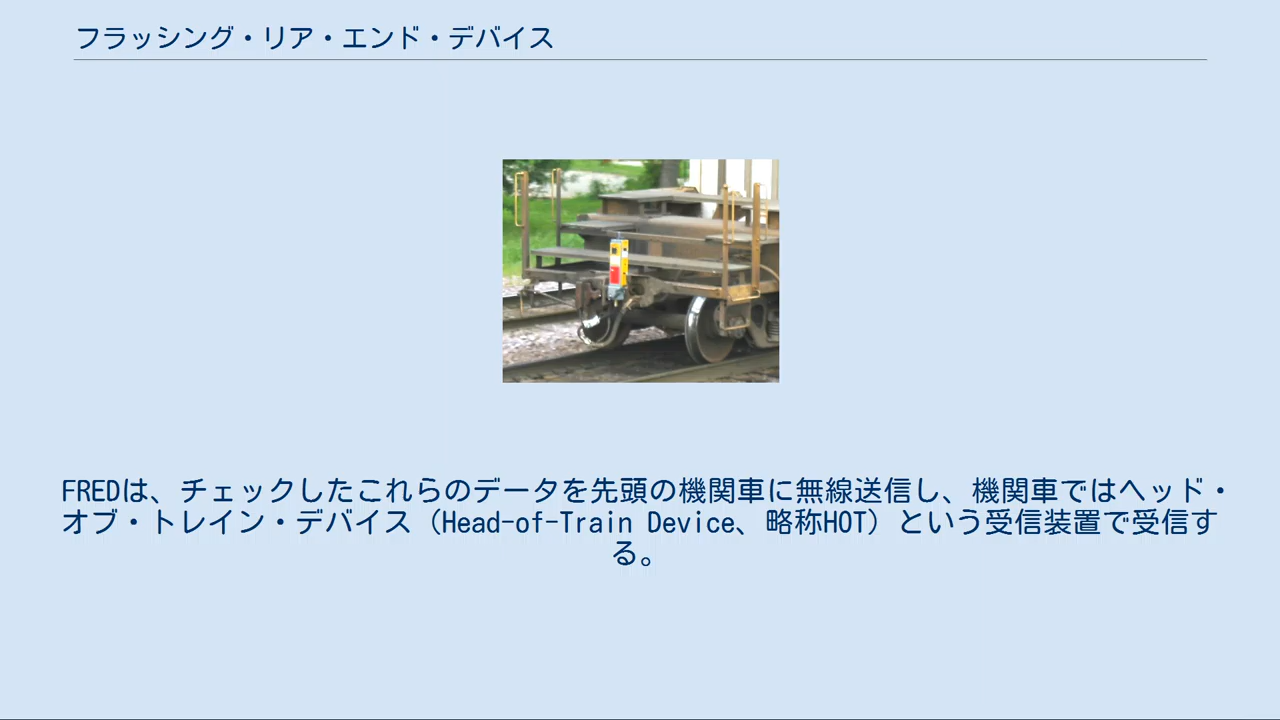 フラッシング・リア・エンド・デバイス
FREDは、チェックしたこれらのデータを先頭の機関車に無線送信し、機関車ではヘッド・
オブ・トレイン・デバイス（Head-of-Train Device、略称HOT）という受信装置で受信す
る。